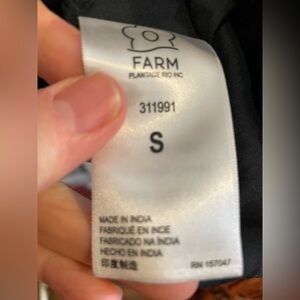 FARM
PLANTAGE RIO INC
311991
S
MADE IN INDIA
FABRIQUÉ EN INDE
FABRICADO NA ÍNDIA
HECHO EN INDIA
印度制造
RN 157047